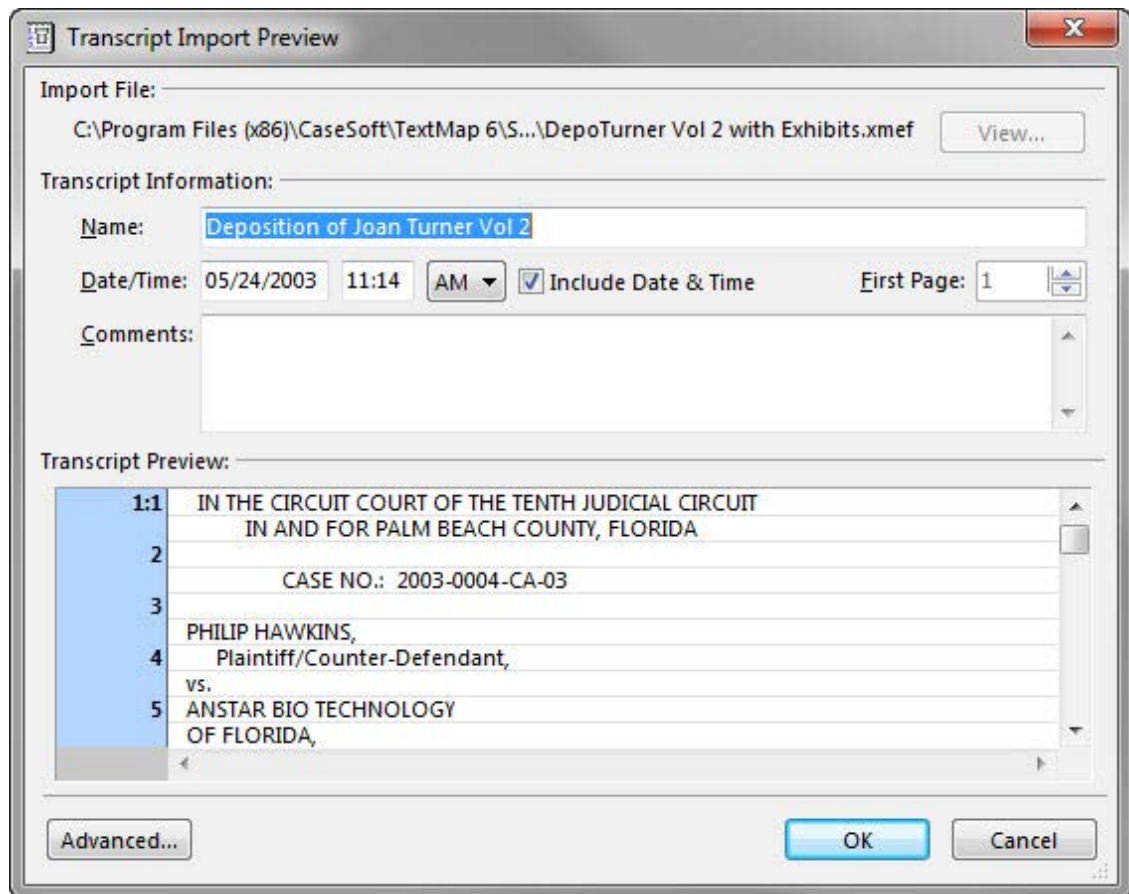 Transcript Import Preview
Import File:
C:\Program Files (x86)\CaseSoft\TextMap 6\S...\DepoTurner Vol 2 with Exhibits.xmef View...
Transcript Information:
Name: Deposition of Joan Turner Vol 2
Date/Time: 05/24/2003 11:14 AM Include Date & Time First Page: 1
Comments:
Transcript Preview:
1:1 IN THE CIRCUIT COURT OF THE TENTH JUDICIAL CIRCUIT
IN AND FOR PALM BEACH COUNTY, FLORIDA
2
CASE NO.: 2003-0004-CA-03
3
PHILIP HAWKINS,
4 Plaintiff/Counter-Defendant,
vs.
5 ANSTAR BIO TECHNOLOGY
OF FLORIDA,
Advanced... OK Cancel